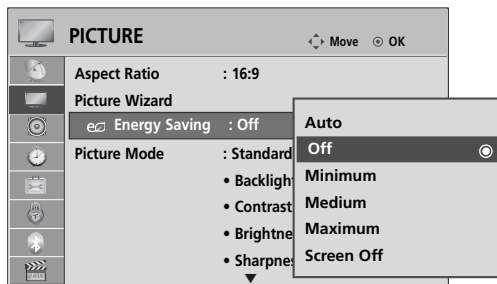 PICTURE
Move OK
Aspect Ratio : 16:9
Picture Wizard
Energy Saving : Off
Picture Mode : Standard
• Backligh
• Contrast
• Brightne
• Sharpnes
Auto
Off
Minimum
Medium
Maximum
Screen Off